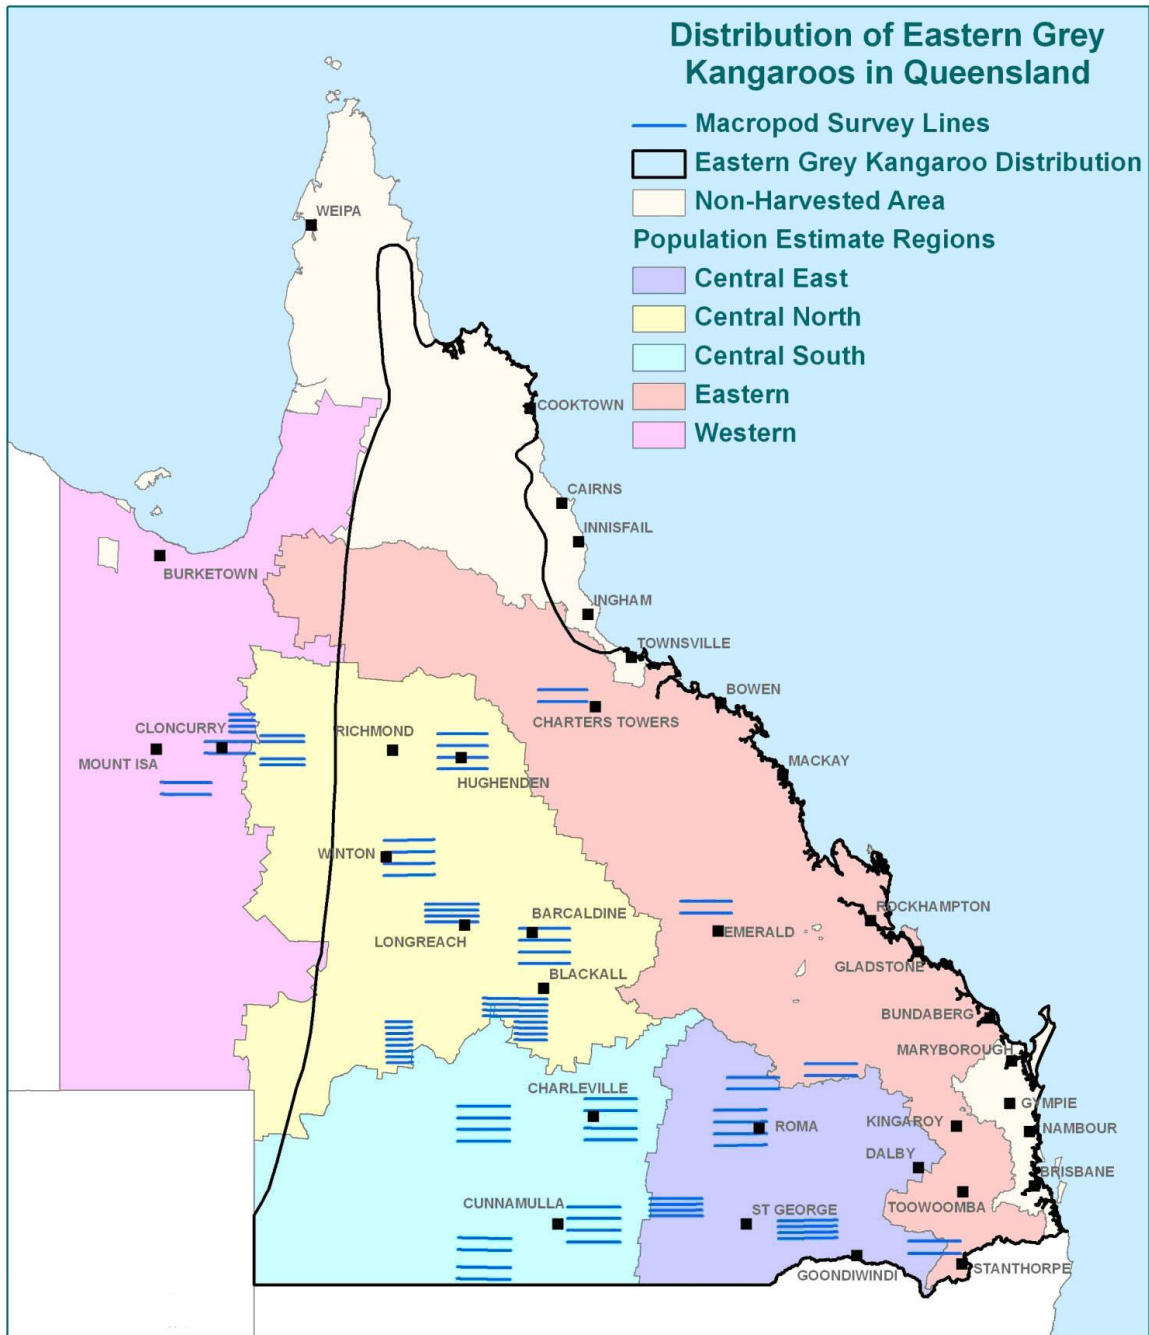 Distribution of Eastern Grey
Kangaroos in Queensland
Macropod Survey Lines
Eastern Grey Kangaroo Distribution
Non-Harvested Area
Population Estimate Regions
Central East
Central North
Central South
Eastern
Western
WEIPA
COOKTOWN
CAIRNS
INNISFAIL
BURKETOWN
INGHAM
TOWNSVILLE
BOWEN
CHARTERS TOWERS
CLONCURRY
RICHMOND
MOUNT ISA
HUGHENDEN
MACKAY
WINTON
ROCKHAMPTON
BARCALDINE
EMERALD
LONGREACH
GLADSTONE
BLACKALL
BUNDABERG
MARYBOROUGH
CHARLEVILLE
GYMPIE
ROMA
KINGAROY
NAMBOUR
DALBY
BRISBANE
CUNNAMULLA
ST GEORGE
TOOWOOMBA
GOONDIWINDI
STANTHORPE